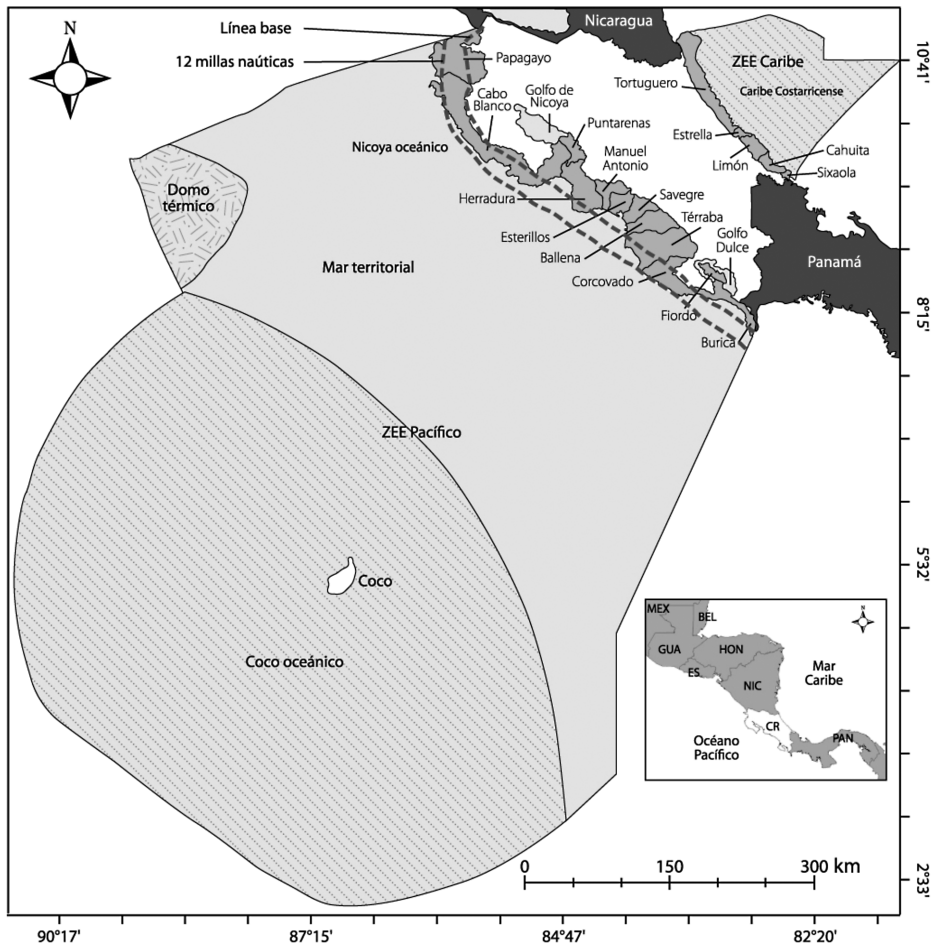 N
Línea base
12 millas naúticas
Nicaragua
10°41'
Papagayo
ZEE Caribe
Caribe Costarricense
Tortuguero
Cabo
Blanco
Golfo de
Nicoya
Puntarenas
Estrella
Nicoya oceánico
Manuel
Antonio
Limón
Cahuita
Sixaola
Domo
térmico
Herradura
Savegre
Térraba
Esterillos
Golfo
Dulce
Ballena
Panamá
Mar territorial
Corcovado
Fiordo
8°15'
Burica
ZEE Pacífico
5°32'
Coco
Coco oceánico
MEX
BEL
N
GUA
HON
ES
NIC
Mar
Caribe
CR
PAN
Océano
Pacífico
0
150
300 km
2°33'
90°17'
87°15'
84°47'
82°20'